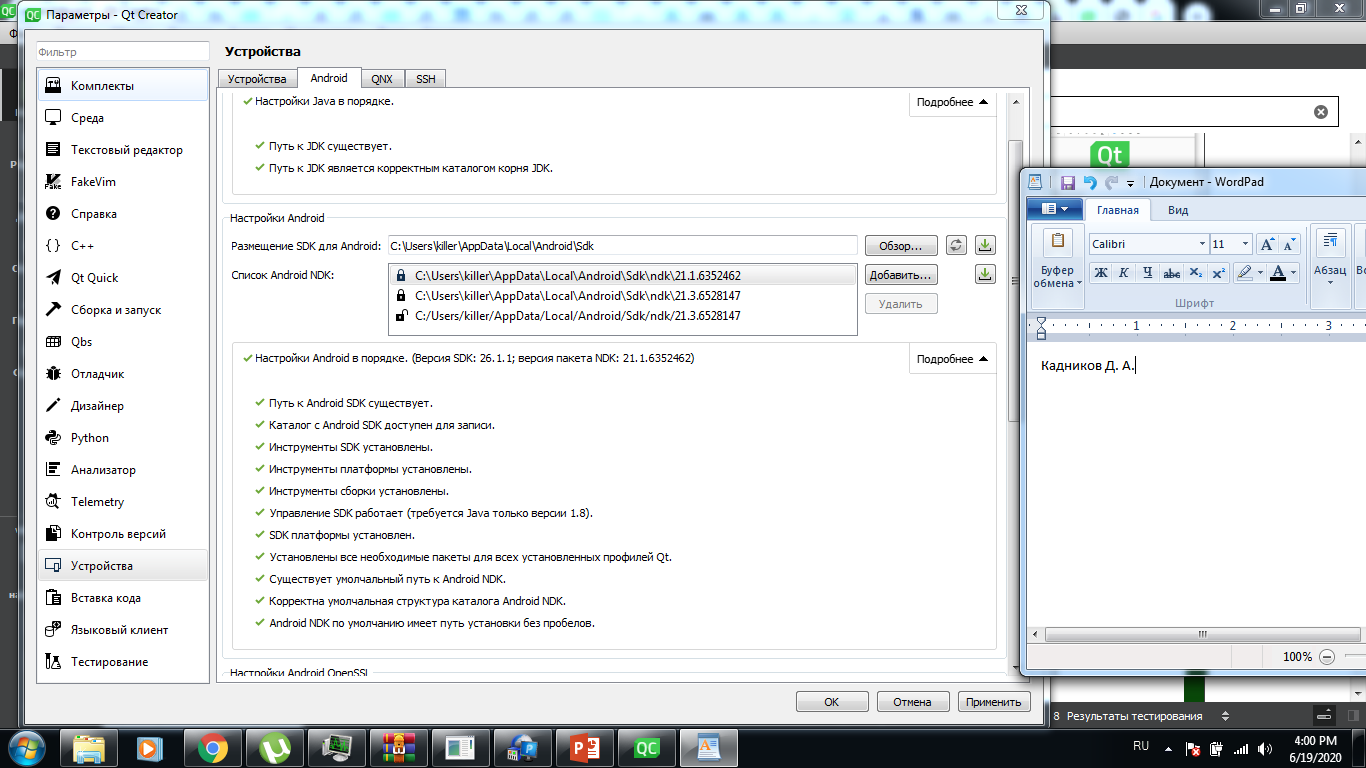 Параметры - Qt Creator
Фильтр
Комплекты
Среда
Текстовый редактор
FakeVim
Справка
C++
Qt Quick
Сборка и запуск
Qbs
Отладчик
Дизайнер
Python
Анализатор
Telemetry
Контроль версий
Устройства
Вставка кода
Языковый клиент
Тестирование
Устройства
Устройства
Android
QNX
SSH
Настройки Java в порядке.
Подробнее
Путь к JDK существует.
Путь к JDK является корректным каталогом корня JDK.
Настройки Android
Размещение SDK для Android:
C:\Users\killer\AppData\Local\Android\Sdk
Обзор...
Список Android NDK:
C:\Users\killer\AppData\Local\Android\Sdk\ndk\21.1.6352462
C:\Users\killer\AppData\Local\Android\Sdk\ndk\21.3.6528147
C:/Users/killer/AppData/Local/Android/Sdk/ndk/21.3.6528147
Добавить...
Удалить
Настройки Android в порядке. (Версия SDK: 26.1.1; версия пакета NDK: 21.1.6352462)
Подробнее
Путь к Android SDK существует.
Каталог с Android SDK доступен для записи.
Инструменты SDK установлены.
Инструменты платформы установлены.
Инструменты сборки установлены.
Управление SDK работает (требуется Java только версии 1.8).
SDK платформы установлен.
Установлены все необходимые пакеты для всех установленных профилей Qt.
Существует умолчальный путь к Android NDK.
Корректна умолчальная структура каталога Android NDK.
Android NDK по умолчанию имеет путь установки без пробелов.
Настройки Android OpenSSL
OK
Отмена
Применить
Qt
Документ - WordPad
Главная
Вид
Буфер
обмена
Calibri
11
Ж К Ч abc X₂ X²
Шрифт
Абзац
1 2 3
Кадников Д. А.
100%
8 Результаты тестирования
RU
4:00 PM
6/19/2020